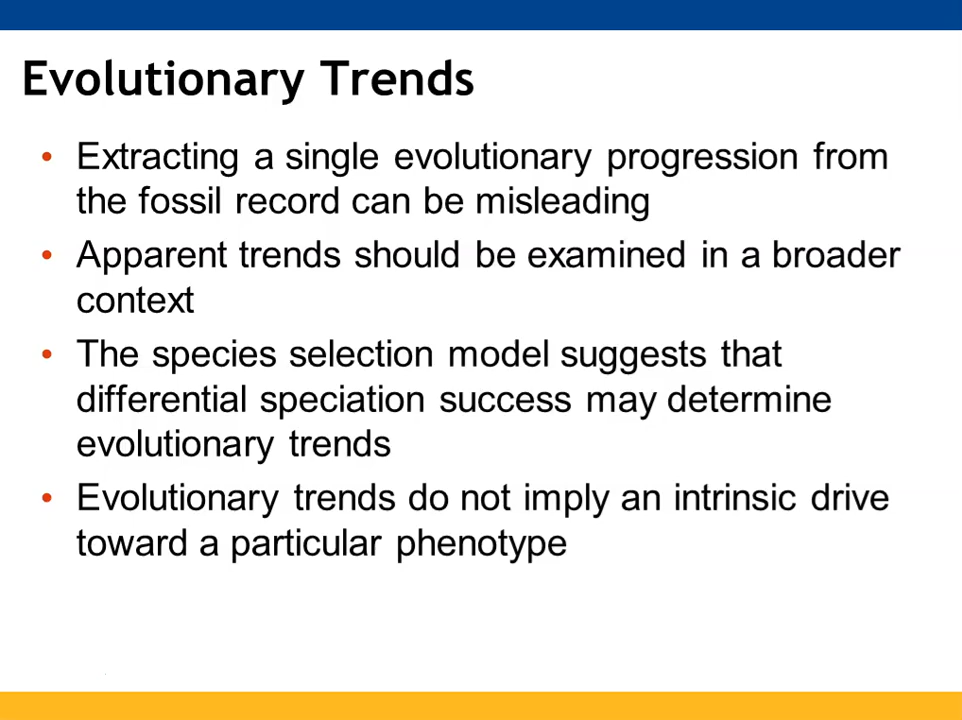 Evolutionary Trends
• Extracting a single evolutionary progression from
the fossil record can be misleading
• Apparent trends should be examined in a broader
context
• The species selection model suggests that
differential speciation success may determine
evolutionary trends
• Evolutionary trends do not imply an intrinsic drive
toward a particular phenotype